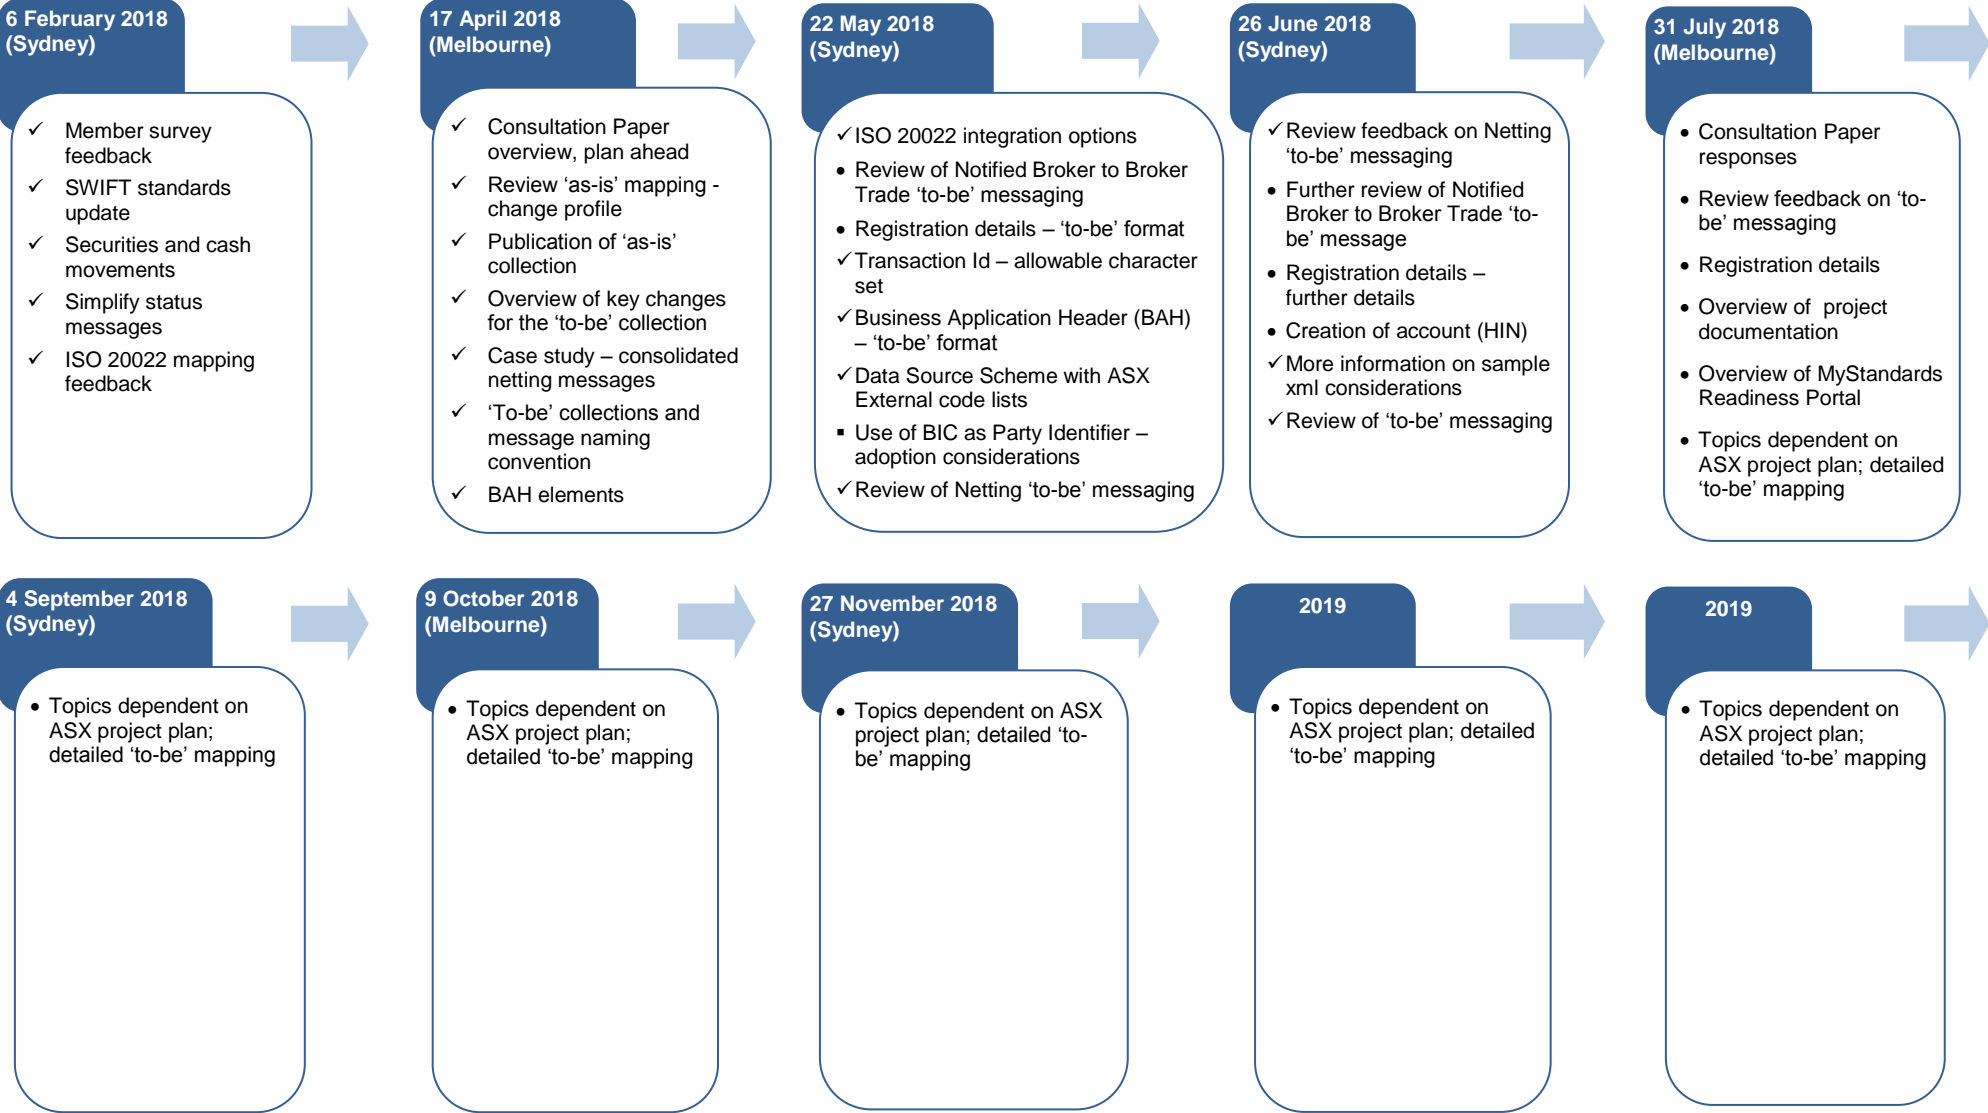 6 February 2018
(Sydney)
✓ Member survey
feedback
✓ SWIFT standards
update
✓ Securities and cash
movements
✓ Simplify status
messages
✓ ISO 20022 mapping
feedback
17 April 2018
(Melbourne)
✓ Consultation Paper
overview, plan ahead
✓ Review ‘as-is’ mapping -
change profile
✓ Publication of ‘as-is’
collection
✓ Overview of key changes
for the ‘to-be’ collection
✓ Case study – consolidated
netting messages
✓ ‘To-be’ collections and
message naming
convention
✓ BAH elements
22 May 2018
(Sydney)
✓ ISO 20022 integration options
• Review of Notified Broker to Broker
Trade ‘to-be’ messaging
• Registration details – ‘to-be’ format
✓ Transaction Id – allowable character
set
✓ Business Application Header (BAH)
– ‘to-be’ format
✓ Data Source Scheme with ASX
External code lists
▪ Use of BIC as Party Identifier –
adoption considerations
✓ Review of Netting ‘to-be’ messaging
26 June 2018
(Sydney)
✓ Review feedback on Netting
‘to-be’ messaging
• Further review of Notified
Broker to Broker Trade ‘to-
be’ message
• Registration details –
further details
• Creation of account (HIN)
✓ More information on sample
xml considerations
✓ Review of ‘to-be’ messaging
31 July 2018
(Melbourne)
• Consultation Paper
responses
• Review feedback on ‘to-
be’ messaging
• Registration details
• Overview of project
documentation
• Overview of MyStandards
Readiness Portal
• Topics dependent on
ASX project plan; detailed
‘to-be’ mapping
4 September 2018
(Sydney)
• Topics dependent on
ASX project plan;
detailed ‘to-be’ mapping
9 October 2018
(Melbourne)
• Topics dependent on
ASX project plan;
detailed ‘to-be’ mapping
27 November 2018
(Sydney)
• Topics dependent on ASX
project plan; detailed ‘to-
be’ mapping
2019
• Topics dependent on
ASX project plan; detailed
‘to-be’ mapping
2019
• Topics dependent on
ASX project plan;
detailed ‘to-be’ mapping